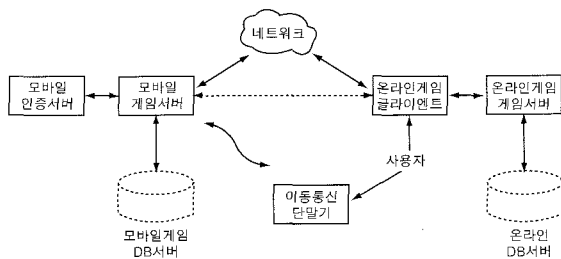 네트워크
모바일
인증서버
모바일
게임서버
온라인게임
클라이언트
온라인게임
게임서버
사용자
이동통신
단말기
모바일게임
DB서버
온라인
DB서버